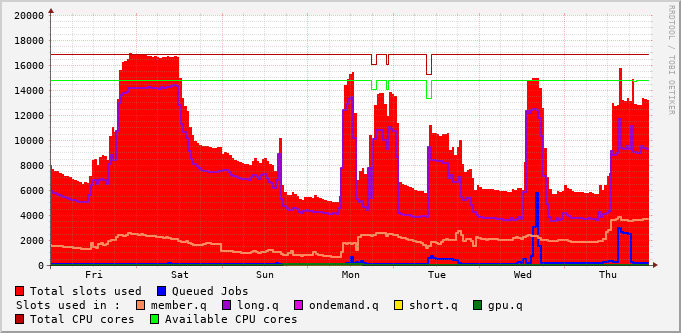 20000
18000
16000
14000
12000
10000
8000
6000
4000
2000
0
Fri Sat Sun Mon Tue Wed Thu
RRDTOOL / TOBI OETIKER
Total slots used Queued Jobs
Slots used in : member.q long.q ondemand.q short.q gpu.q
Total CPU cores Available CPU cores